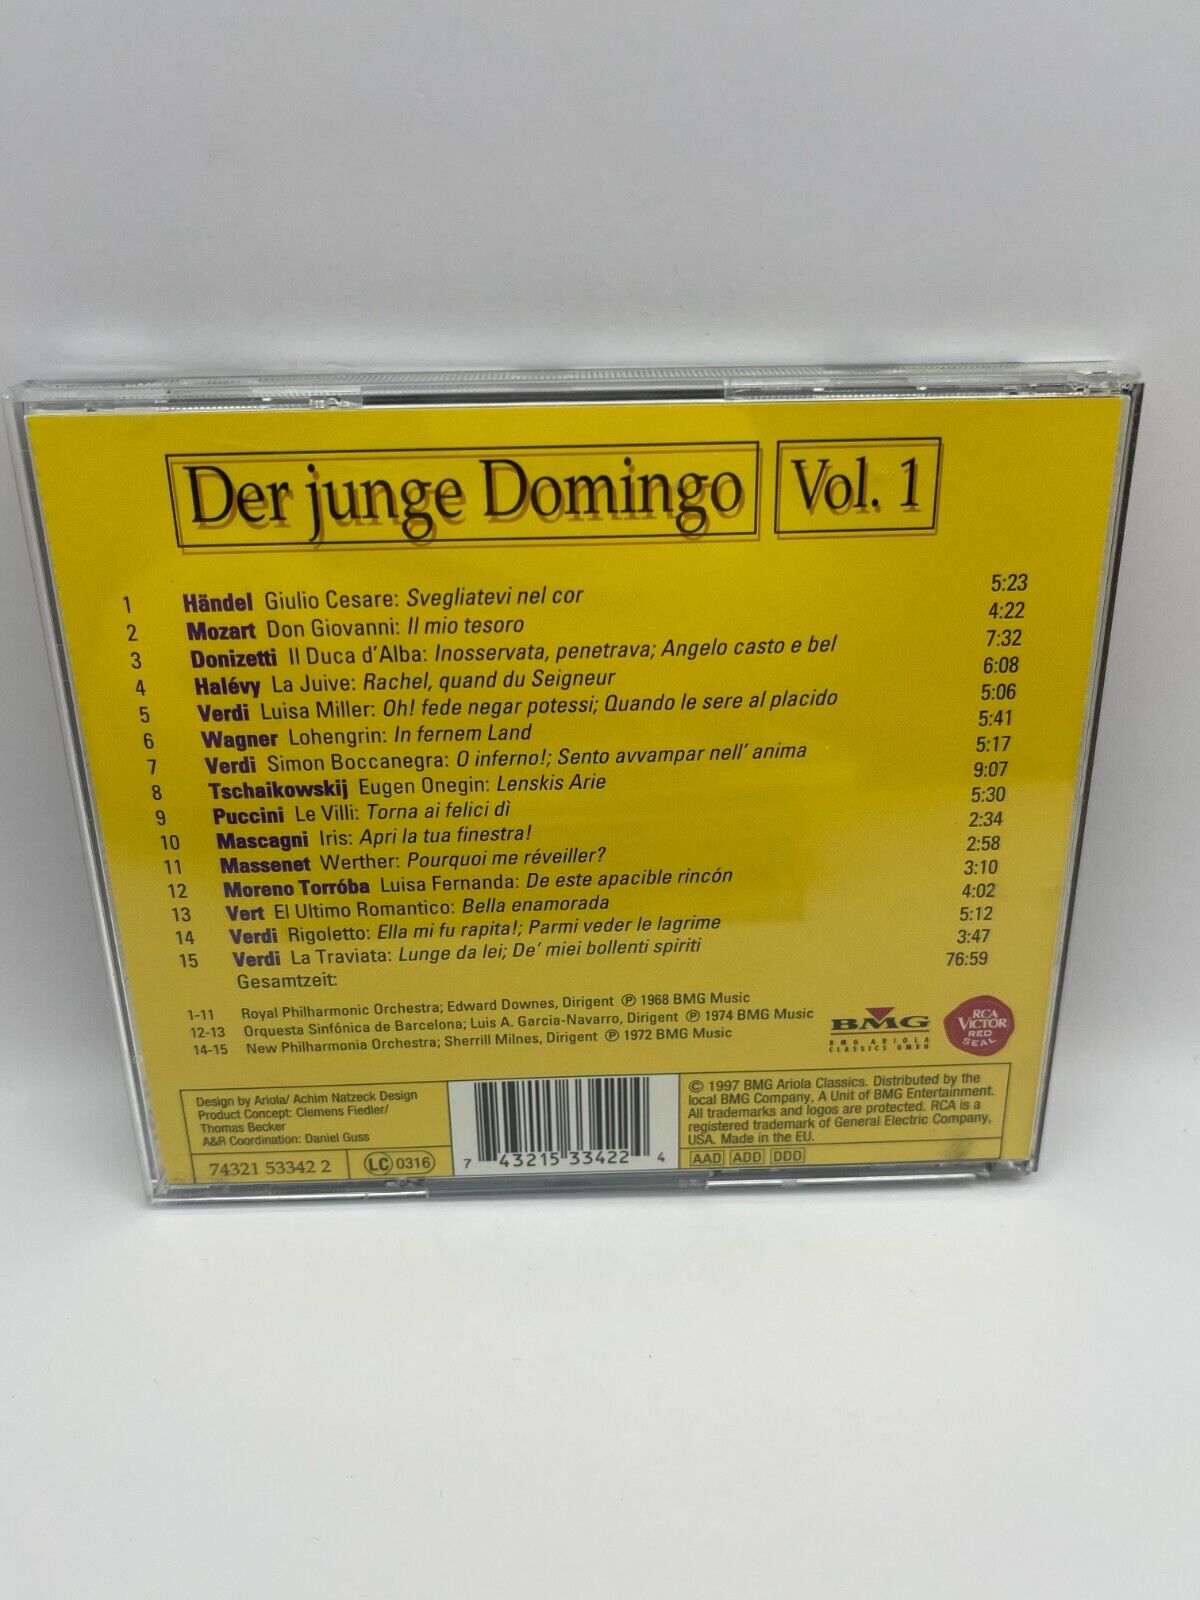 Der junge Domingo Vol. 1
1 Händel Giulio Cesare: Svegliatevi nel cor 5:23
2 Mozart Don Giovanni: Il mio tesoro 4:22
3 Donizetti Il Duca d'Alba: Inosservata, penetrava; Angelo casto e bel 7:32
4 Halévy La Juive: Rachel, quand du Seigneur 6:08
5 Verdi Luisa Miller: Oh! fede negar potessi; Quando le sere al placido 5:06
6 Wagner Lohengrin: In fernem Land 5:41
7 Verdi Simon Boccanegra: O inferno!; Sento avvampar nell' anima 5:17
8 Tschaikowskij Eugen Onegin: Lenskis Arie 9:07
9 Puccini Le Villi: Torna ai felici dì 5:30
10 Mascagni Iris: Apri la tua finestra! 2:34
11 Massenet Werther: Pourquoi me réveiller? 2:58
12 Moreno Torróba Luisa Fernanda: De este apacible rincón 3:10
13 Vert El Ultimo Romantico: Bella enamorada 4:02
14 Verdi Rigoletto: Ella mi fu rapita!; Parmi veder le lagrime 5:12
15 Verdi La Traviata: Lunge da lei; De' miei bollenti spiriti 3:47
Gesamtzeit: 76:59
1-11 Royal Philharmonic Orchestra; Edward Downes, Dirigent ℗ 1968 BMG Music
12-13 Orquesta Sinfónica de Barcelona; Luis A. Garcia-Navarro, Dirigent ℗ 1974 BMG Music
14-15 New Philharmonia Orchestra; Sherrill Milnes, Dirigent ℗ 1972 BMG Music
BMG
BMG ARIOLA
CLASSICS GMBH
RCA
VICTOR
RED
SEAL
Design by Ariola/ Achim Natzeck Design
Product Concept: Clemens Fiedler/
Thomas Becker
A&R Coordination: Daniel Guss
74321 53342 2
LC 0316
7 43215 33422 4
© 1997 BMG Ariola Classics. Distributed by the
local BMG Company, A Unit of BMG Entertainment.
All trademarks and logos are protected. RCA is a
registered trademark of General Electric Company,
USA. Made in the EU.
AAD ADD DDD